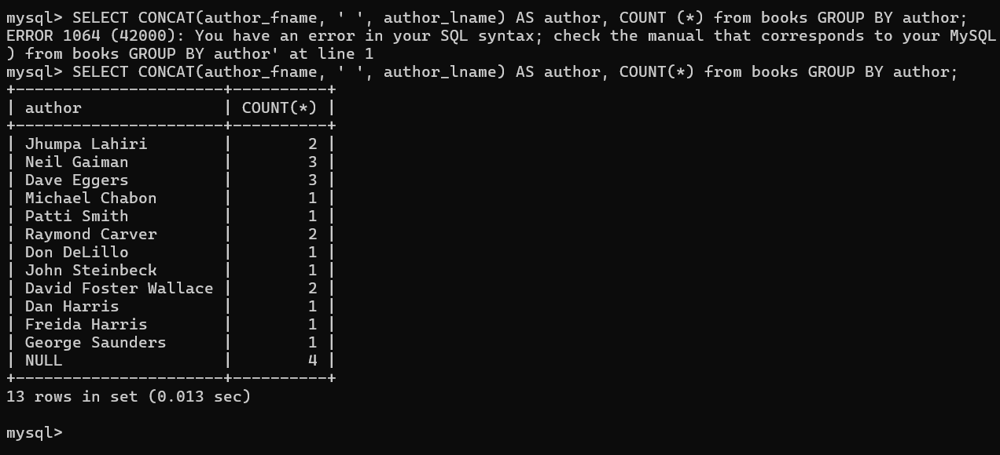 mysql> SELECT CONCAT(author_fname, ' ', author_lname) AS author, COUNT (*) from books GROUP BY author;
ERROR 1064 (42000): You have an error in your SQL syntax; check the manual that corresponds to your MySQL
) from books GROUP BY author' at line 1
mysql> SELECT CONCAT(author_fname, ' ', author_lname) AS author, COUNT(*) from books GROUP BY author;
+----------------------+----------+
| author               | COUNT(*) |
+----------------------+----------+
| Jhumpa Lahiri        |        2 |
| Neil Gaiman          |        3 |
| Dave Eggers          |        3 |
| Michael Chabon       |        1 |
| Patti Smith          |        1 |
| Raymond Carver       |        2 |
| Don DeLillo          |        1 |
| John Steinbeck       |        1 |
| David Foster Wallace |        2 |
| Dan Harris           |        1 |
| Freida Harris        |        1 |
| George Saunders      |        1 |
| NULL                 |        4 |
+----------------------+----------+
13 rows in set (0.013 sec)
mysql>